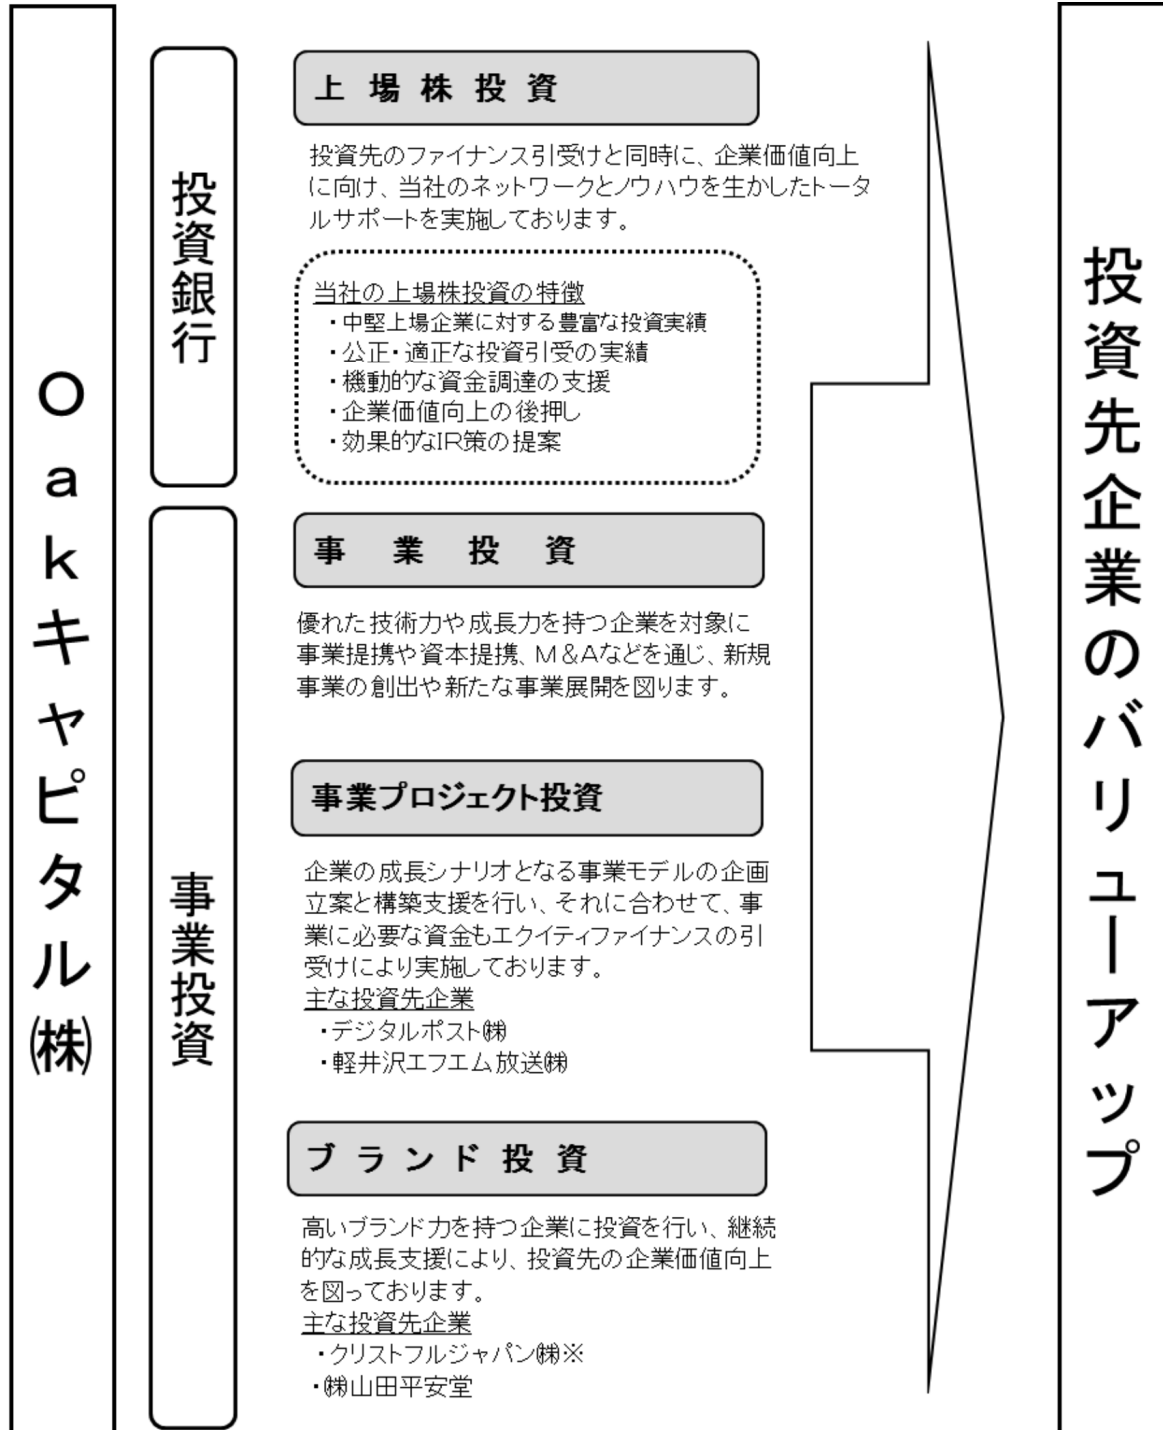 Oakキャピタル㈱
投資銀行
上場株投資
投資先のファイナンス引受けと同時に、企業価値向上
に向け、当社のネットワークとノウハウを生かしたトータ
ルサポートを実施しております。
当社の上場株投資の特徴
・中堅上場企業に対する豊富な投資実績
・公正・適正な投資引受の実績
・機動的な資金調達の支援
・企業価値向上の後押し
・効果的なIR策の提案
事業投資
事業投資
優れた技術力や成長力を持つ企業を対象に
事業提携や資本提携、M&Aなどを通じ、新規
事業の創出や新たな事業展開を図ります。
事業プロジェクト投資
企業の成長シナリオとなる事業モデルの企画
立案と構築支援を行い、それに合わせて、事
業に必要な資金もエクイティファイナンスの引
受けにより実施しております。
主な投資先企業
・デジタルポスト㈱
・軽井沢エフエム放送㈱
ブランド投資
高いブランド力を持つ企業に投資を行い、継続
的な成長支援により、投資先の企業価値向上
を図っております。
主な投資先企業
・クリストフルジャパン㈱※
・㈱山田平安堂
投資先企業のバリューアップ